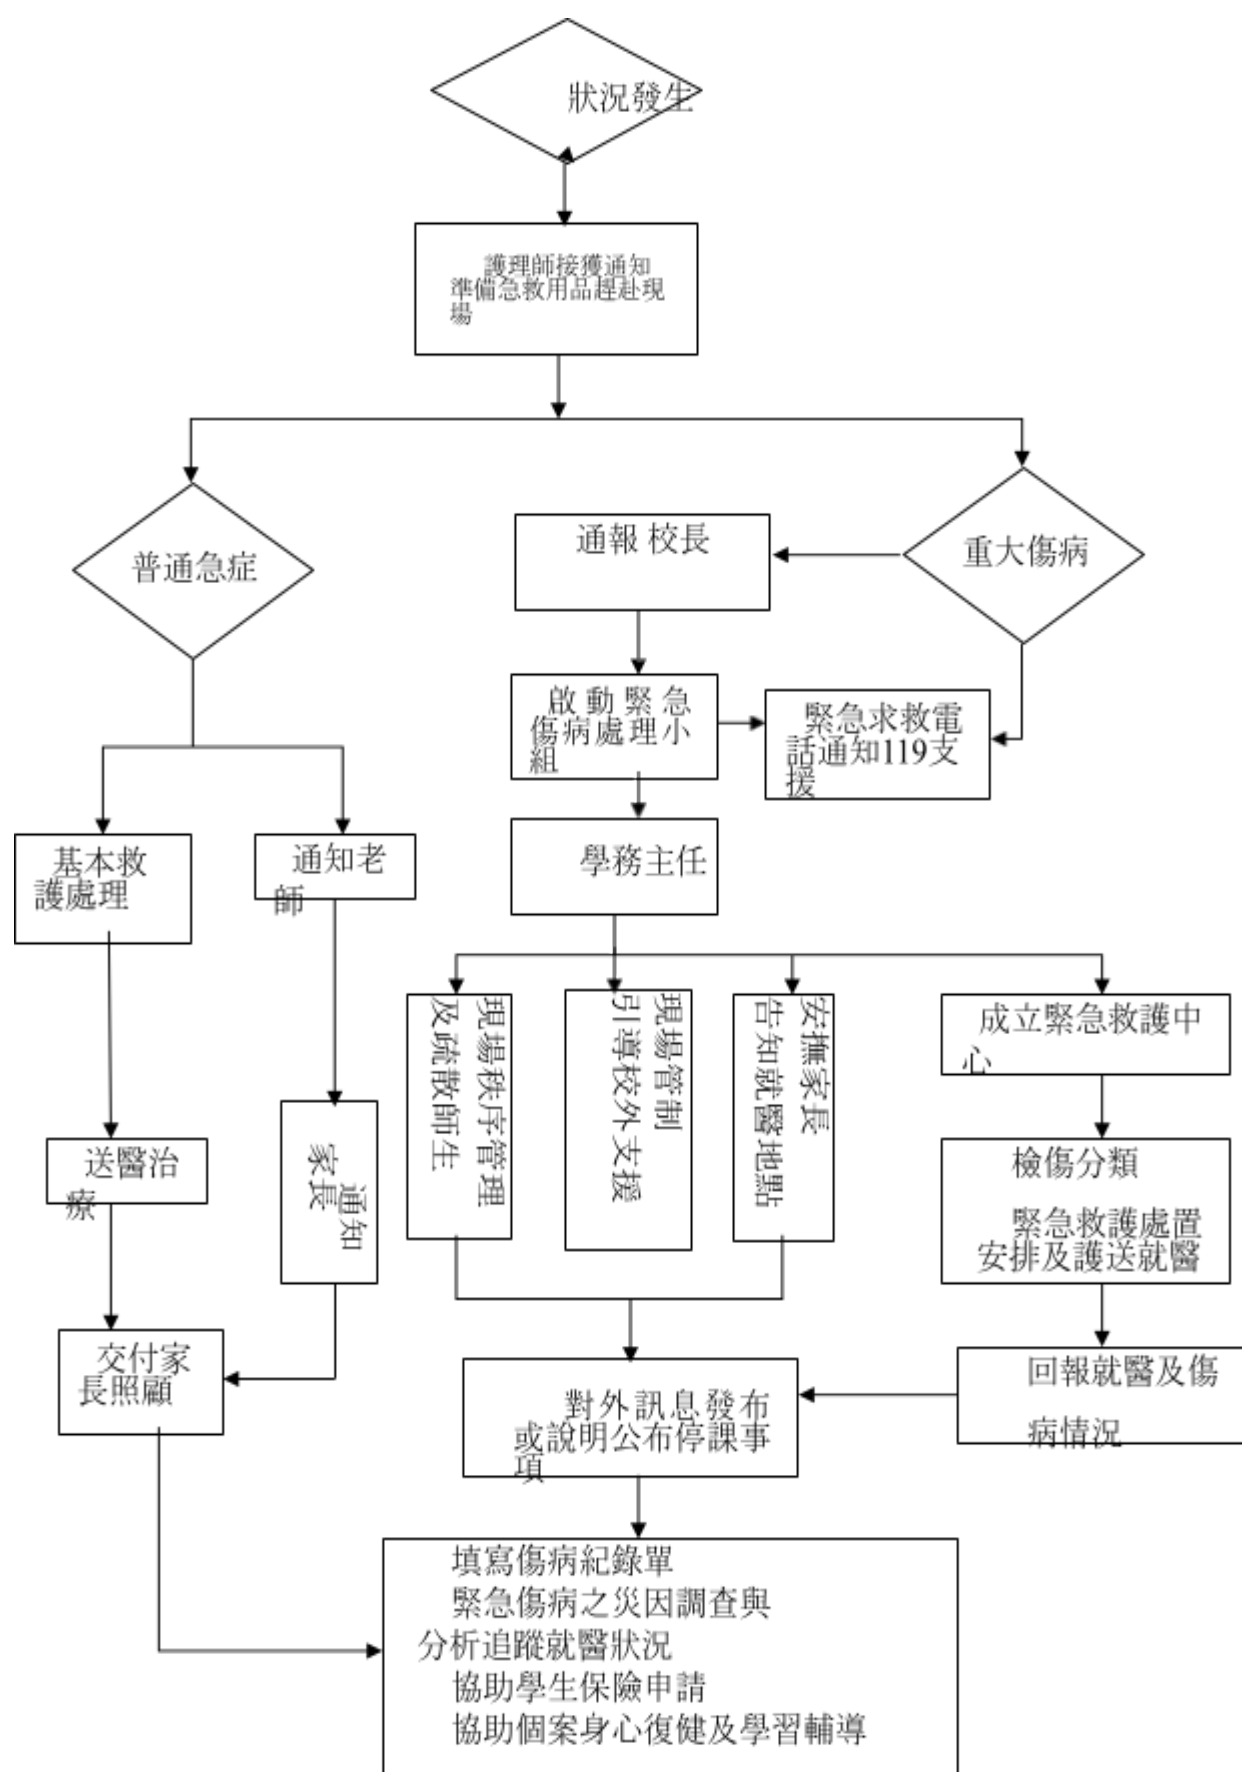 狀況發生
護理師接獲通知
準備急救用品趕赴現
場
普通急症
通報 校長
重大傷病
啟動緊急
傷病處理小
組
緊急求救電
話通知119支
援
學務主任
基本救
護處理
通知老
師
現場秩序管理
及疏散師生
現場管制
引導校外支援
安撫家長
告知就醫地點
成立緊急救護中
心
通知
家長
送醫治
療
檢傷分類
緊急救護處置
安排及護送就醫
交付家
長照顧
對外訊息發布
或說明公布停課事
項
回報就醫及傷
病情況
填寫傷病紀錄單
緊急傷病之災因調查與
分析追蹤就醫狀況
協助學生保險申請
協助個案身心復健及學習輔導